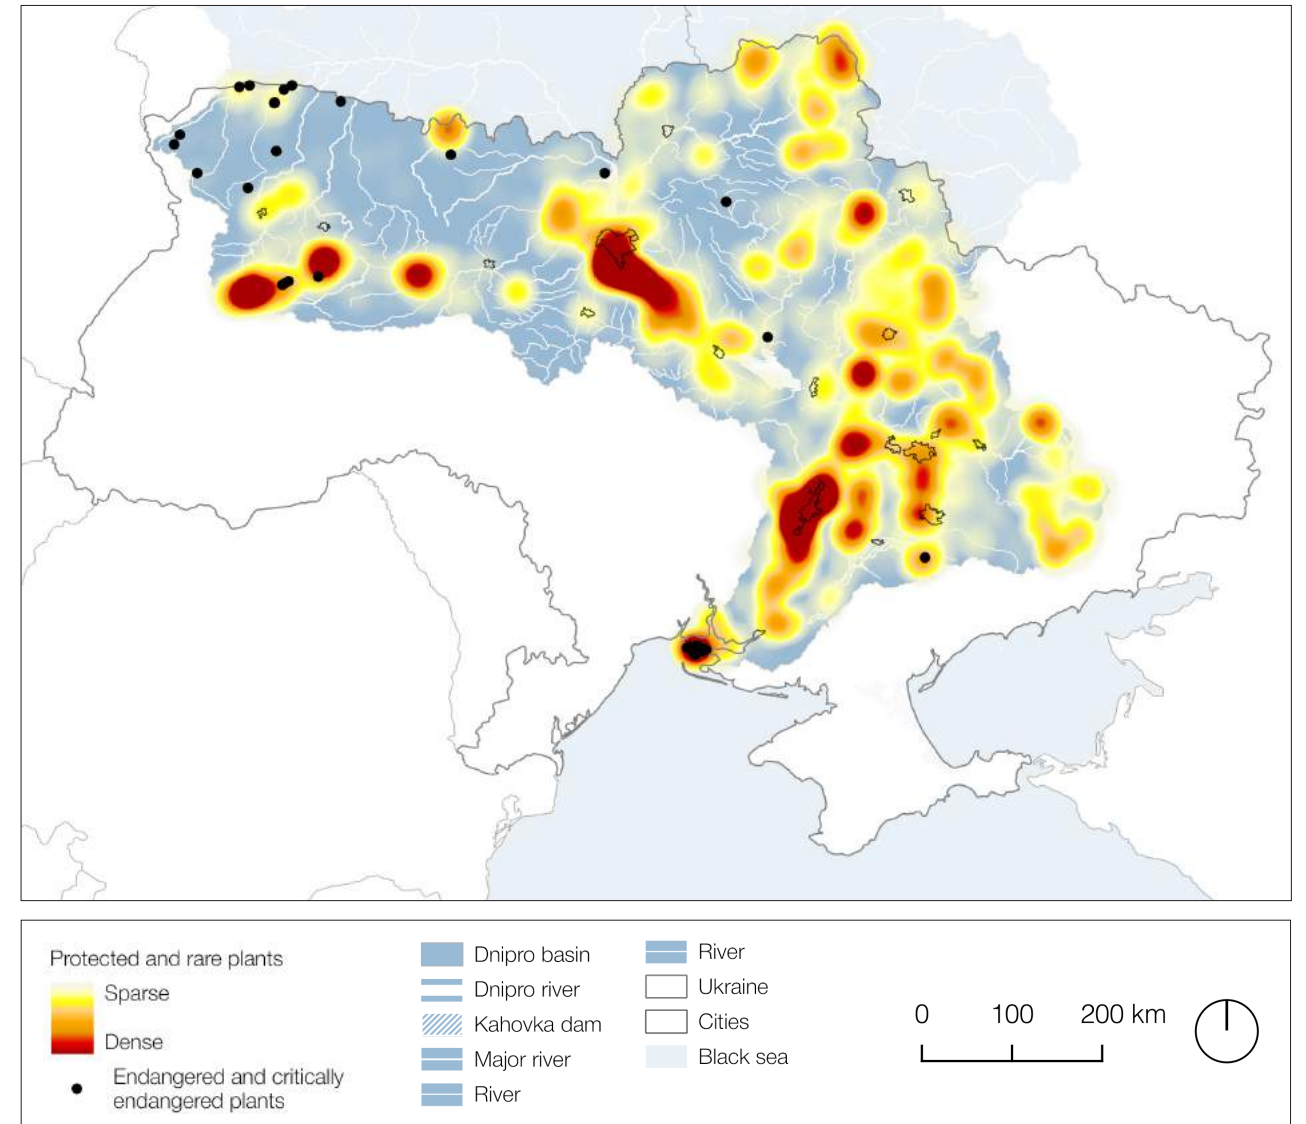 Protected and rare plants
Sparse
Dense
Endangered and critically
endangered plants
Dnipro basin
Dnipro river
Kahovka dam
Major river
River
River
Ukraine
Cities
Black sea
0 100 200 km